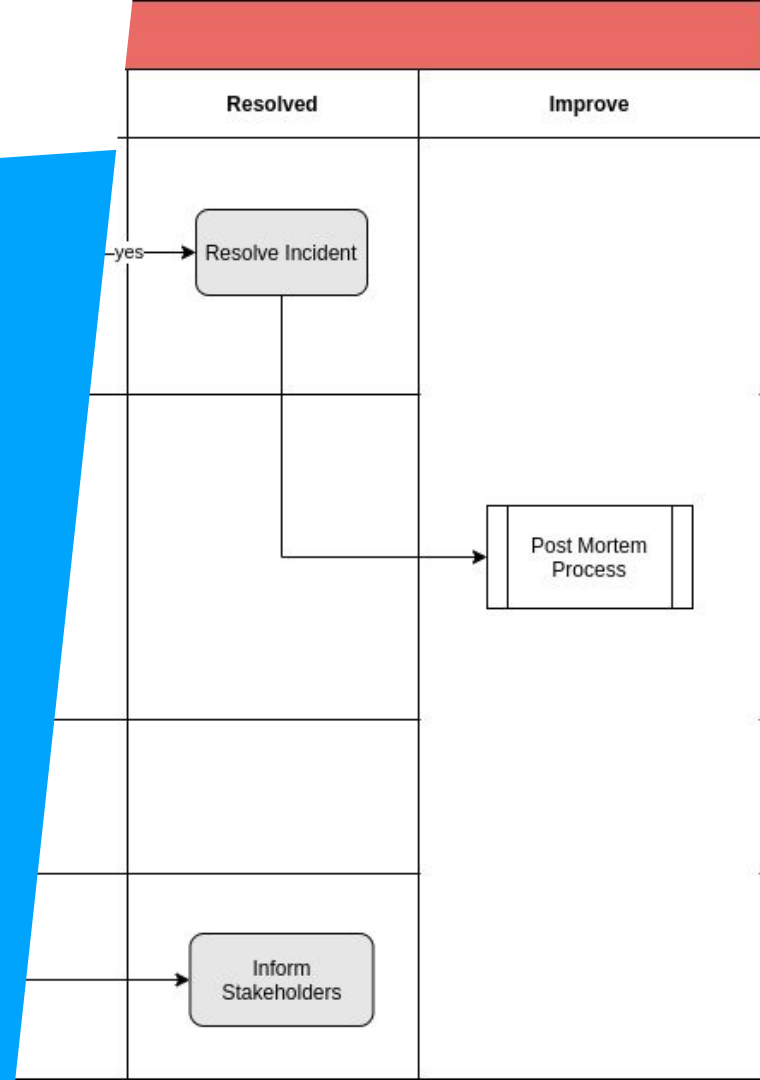 Resolved
Improve
yes
Resolve Incident
Post Mortem
Process
Inform
Stakeholders